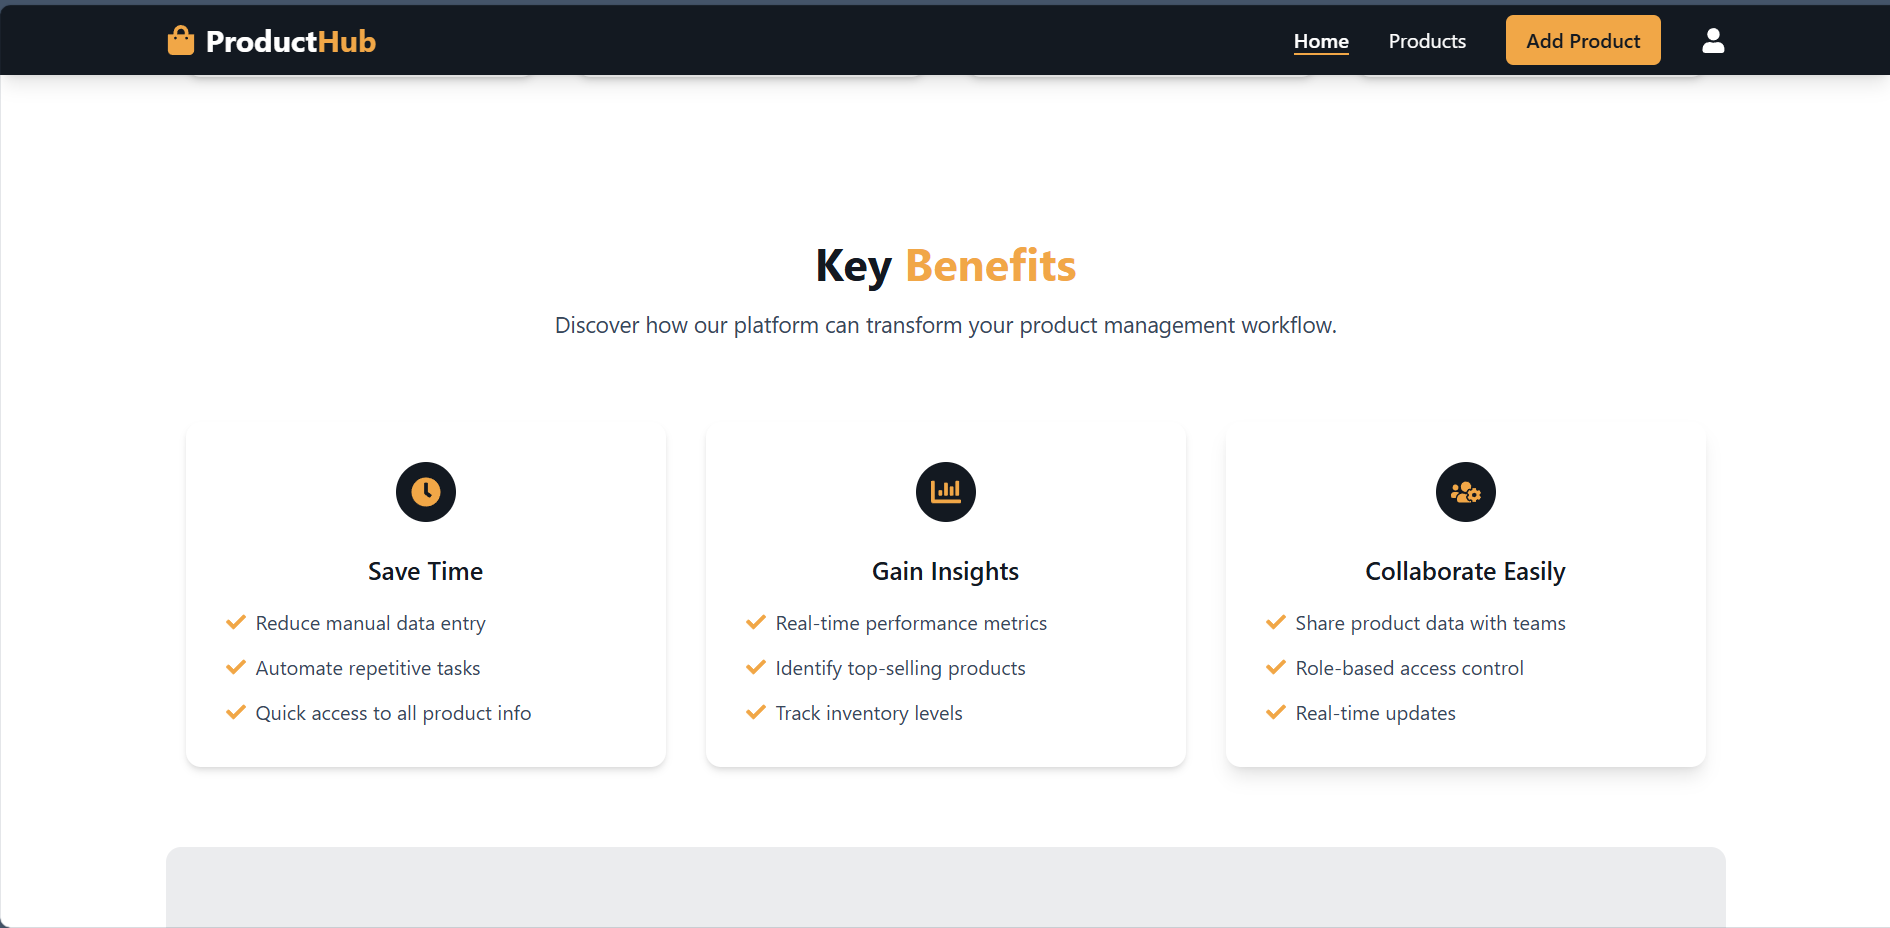 ProductHub
Home
Products
Add Product
Key Benefits
Discover how our platform can transform your product management workflow.
Save Time
Reduce manual data entry
Automate repetitive tasks
Quick access to all product info
Gain Insights
Real-time performance metrics
Identify top-selling products
Track inventory levels
Collaborate Easily
Share product data with teams
Role-based access control
Real-time updates